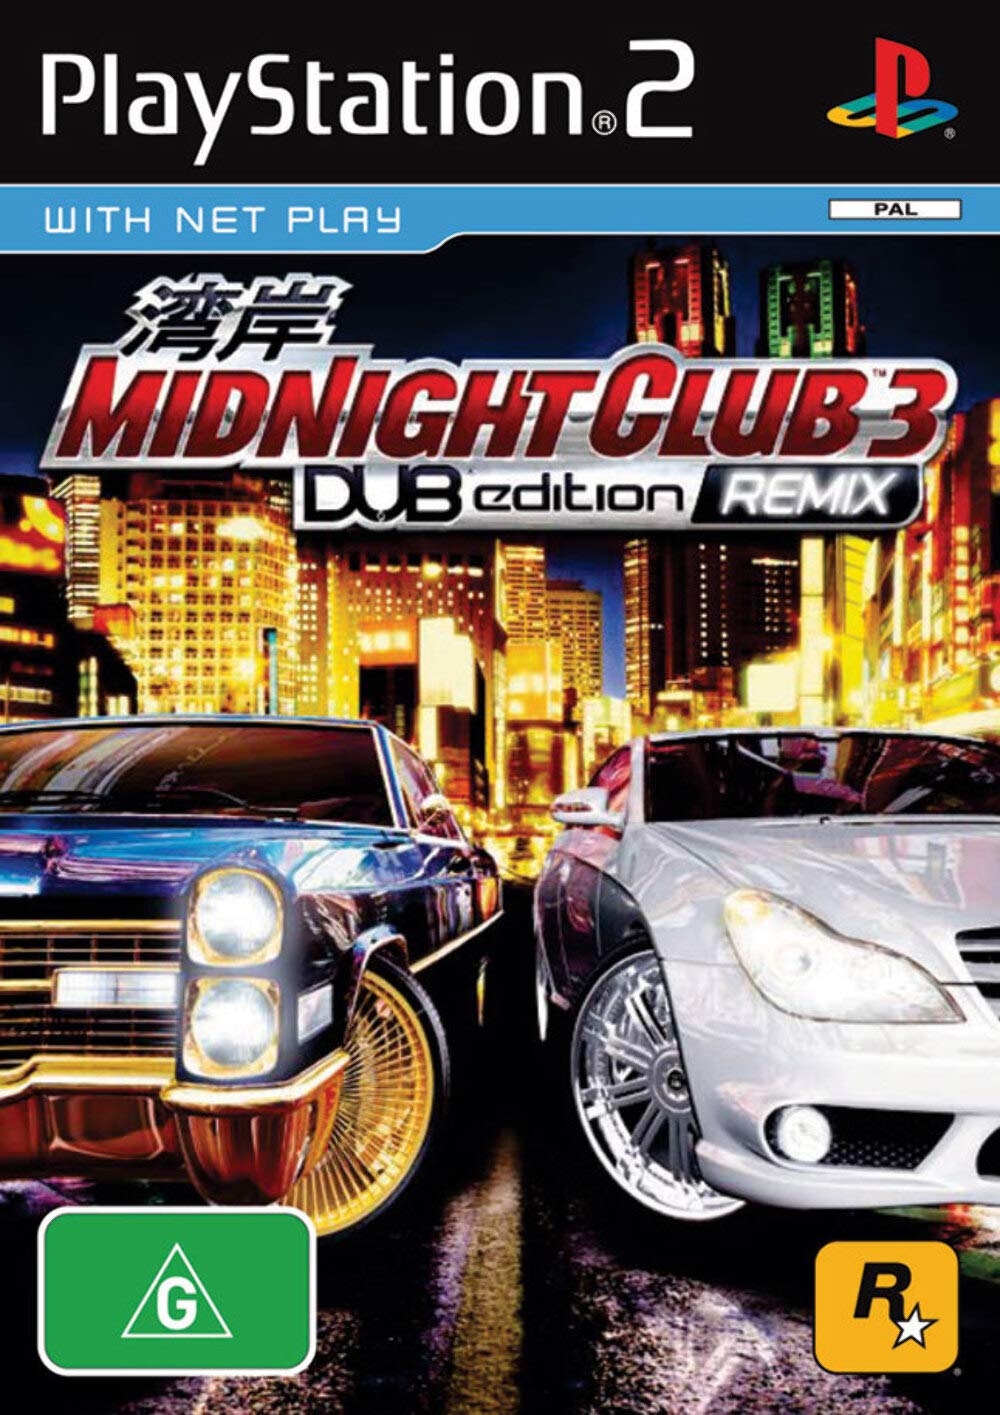 PlayStation®2
®
WITH NET PLAY
PAL
湾岸
MIDNIGHT CLUB 3™
DUB edition REMIX
G
R